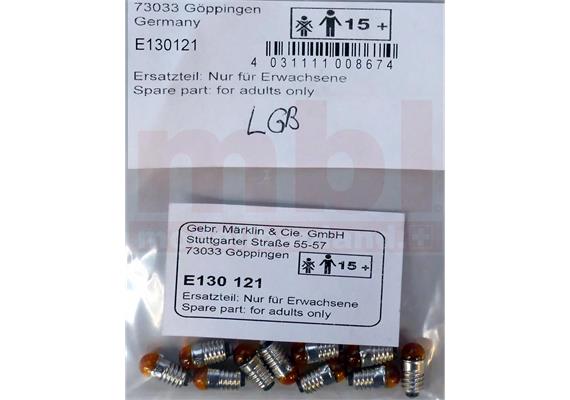 73033 Göppingen
Germany
E130121
15 +
4 031111 008674
Ersatzteil: Nur für Erwachsene
Spare part: for adults only
LGB
mbl
Gebr. Märklin & Cie. GmbH
Stuttgarter Straße 55-57
73033 Göppingen
15 +
E130 121
Ersatzteil: Nur für Erwachsene
Spare part: for adults only